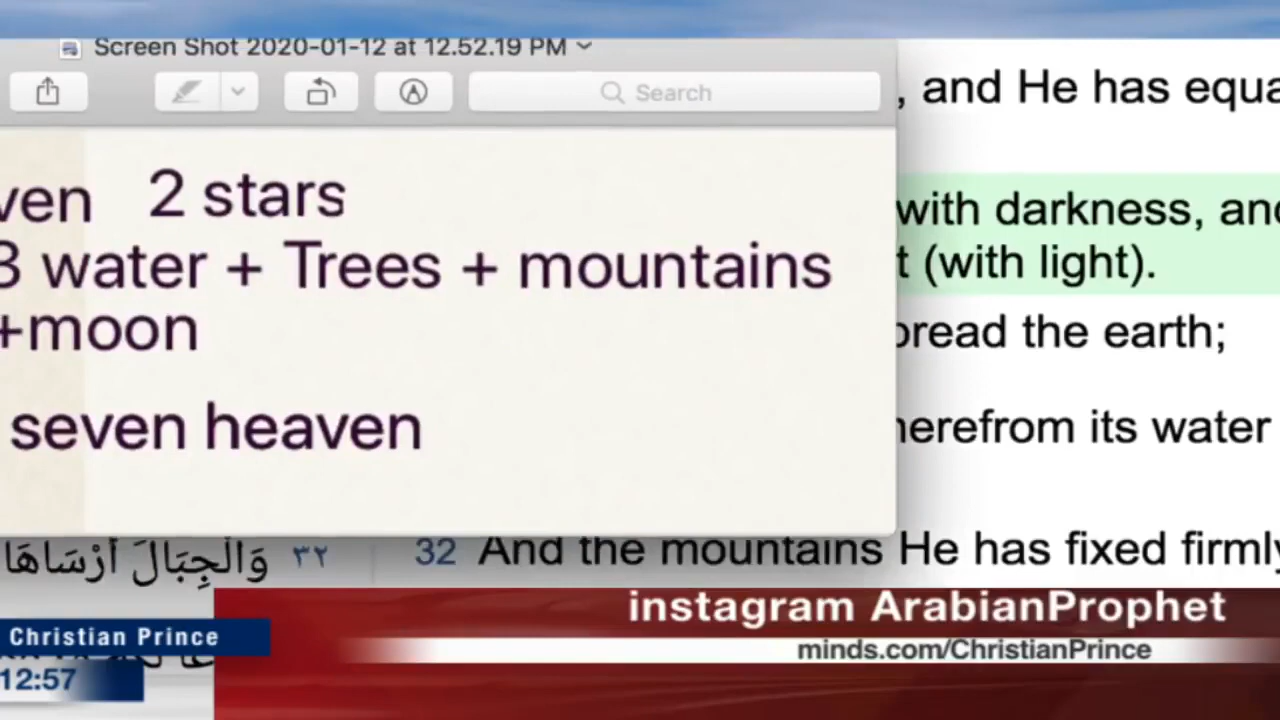 Screen Shot 2020-01-12 at 12.52.19 PM
Search
, and He has equa
ven 2 stars
with darkness, and
3 water + Trees + mountains
t (with light).
+moon
pread the earth;
seven heaven
herefrom its water
وَالْجِبَالَ أَرْسَاهَا ٣٢
32 And the mountains He has fixed firmly
instagram ArabianProphet
Christian Prince
minds.com/ChristianPrince
12:57